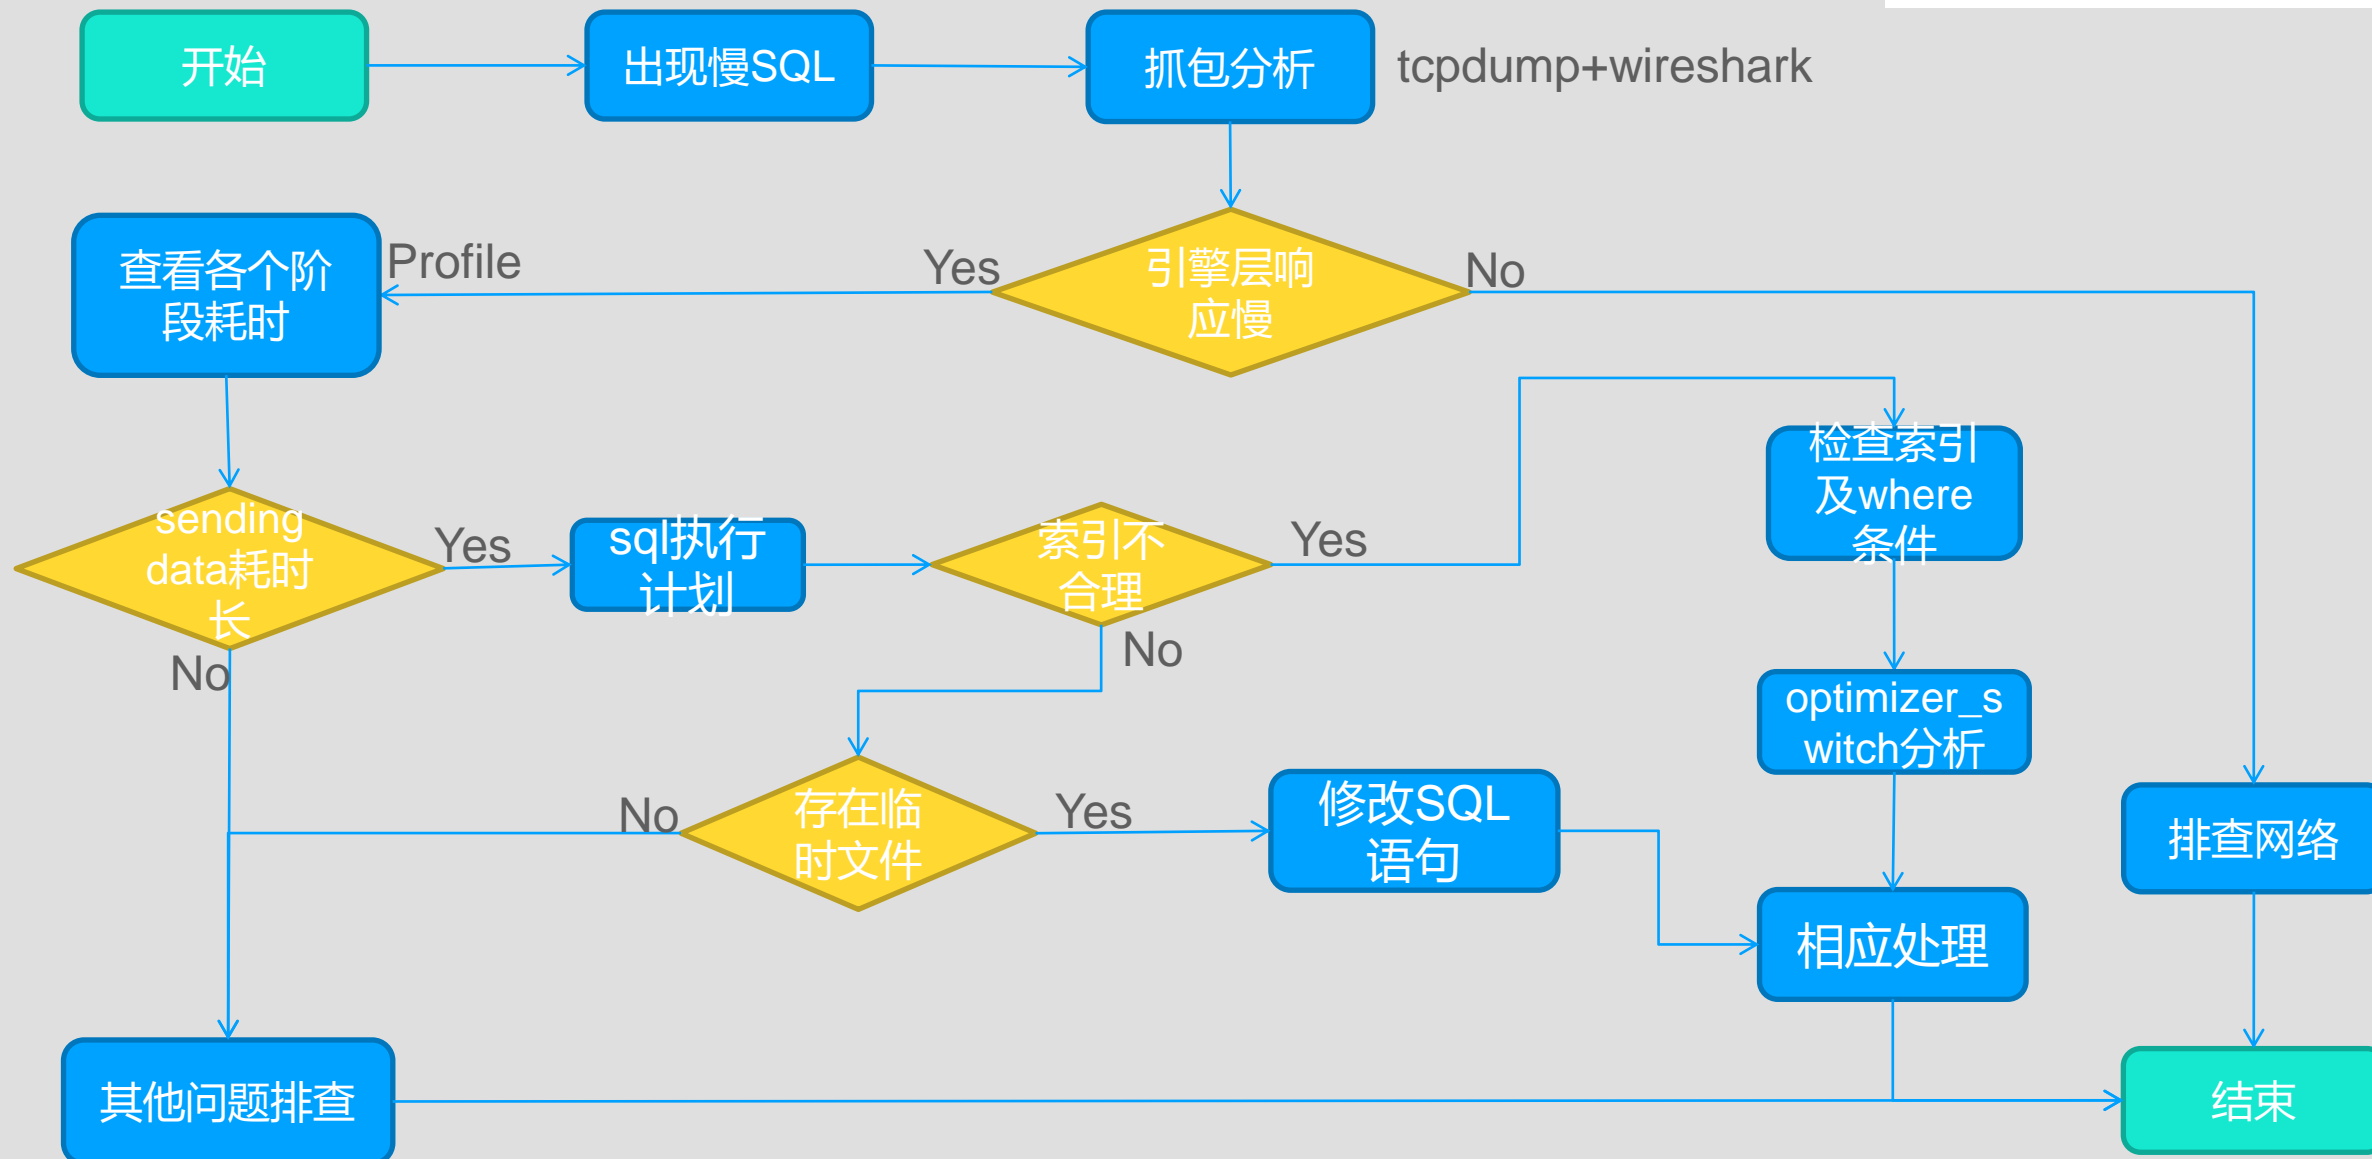 开始
出现慢SQL
抓包分析
tcpdump+wireshark
查看各个阶
段耗时
Profile
Yes
引擎层响
应慢
No
sending
data耗时
长
Yes
No
sql执行
计划
索引不
合理
Yes
No
检查索引
及where
条件
optimizer_s
witch分析
No
存在临
时文件
Yes
修改SQL
语句
相应处理
排查网络
其他问题排查
结束